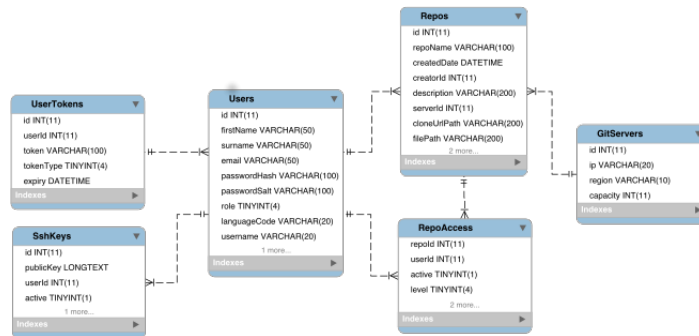 UserTokens
id INT(11)
userId INT(11)
token VARCHAR(100)
tokenType TINYINT(4)
expiry DATETIME
Indexes
SshKeys
id INT(11)
publicKey LONGTEXT
userId INT(11)
active TINYINT(1)
1 more...
Indexes
Users
id INT(11)
firstName VARCHAR(50)
surname VARCHAR(50)
email VARCHAR(50)
passwordHash VARCHAR(100)
passwordSalt VARCHAR(100)
role TINYINT(4)
languageCode VARCHAR(20)
username VARCHAR(20)
1 more...
Indexes
Repos
id INT(11)
repoName VARCHAR(100)
createdDate DATETIME
creatorId INT(11)
description VARCHAR(200)
serverId INT(11)
cloneUrlPath VARCHAR(200)
filePath VARCHAR(200)
2 more...
Indexes
RepoAccess
repoId INT(11)
userId INT(11)
active TINYINT(1)
level TINYINT(4)
2 more...
Indexes
GitServers
id INT(11)
ip VARCHAR(20)
region VARCHAR(10)
capacity INT(11)
Indexes